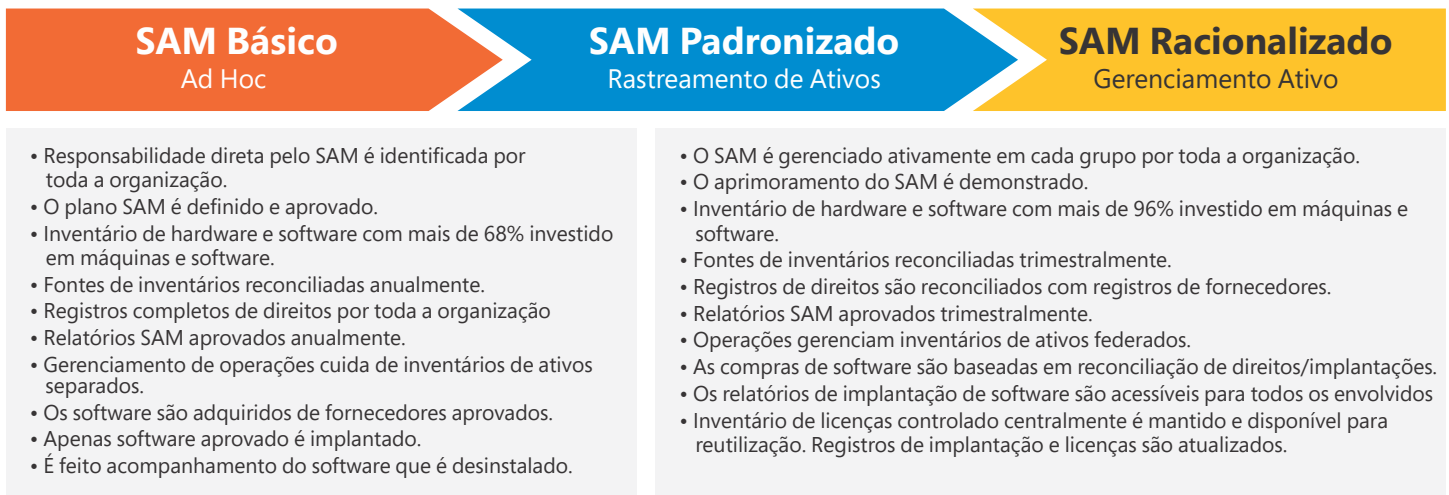 SAM Básico
Ad Hoc
SAM Padronizado
Rastreamento de Ativos
SAM Racionalizado
Gerenciamento Ativo
• Responsabilidade direta pelo SAM é identificada por
toda a organização.
• O plano SAM é definido e aprovado.
• Inventário de hardware e software com mais de 68% investido
em máquinas e software.
• Fontes de inventários reconciliadas anualmente.
• Registros completos de direitos por toda a organização
• Relatórios SAM aprovados anualmente.
• Gerenciamento de operações cuida de inventários de ativos
separados.
• Os software são adquiridos de fornecedores aprovados.
• Apenas software aprovado é implantado.
• É feito acompanhamento do software que é desinstalado.
• O SAM é gerenciado ativamente em cada grupo por toda a organização.
• O aprimoramento do SAM é demonstrado.
• Inventário de hardware e software com mais de 96% investido em máquinas e
software.
• Fontes de inventários reconciliadas trimestralmente.
• Registros de direitos são reconciliados com registros de fornecedores.
• Relatórios SAM aprovados trimestralmente.
• Operações gerenciam inventários de ativos federados.
• As compras de software são baseadas em reconciliação de direitos/implantações.
• Os relatórios de implantação de software são acessíveis para todos os envolvidos
• Inventário de licenças controlado centralmente é mantido e disponível para
reutilização. Registros de implantação e licenças são atualizados.